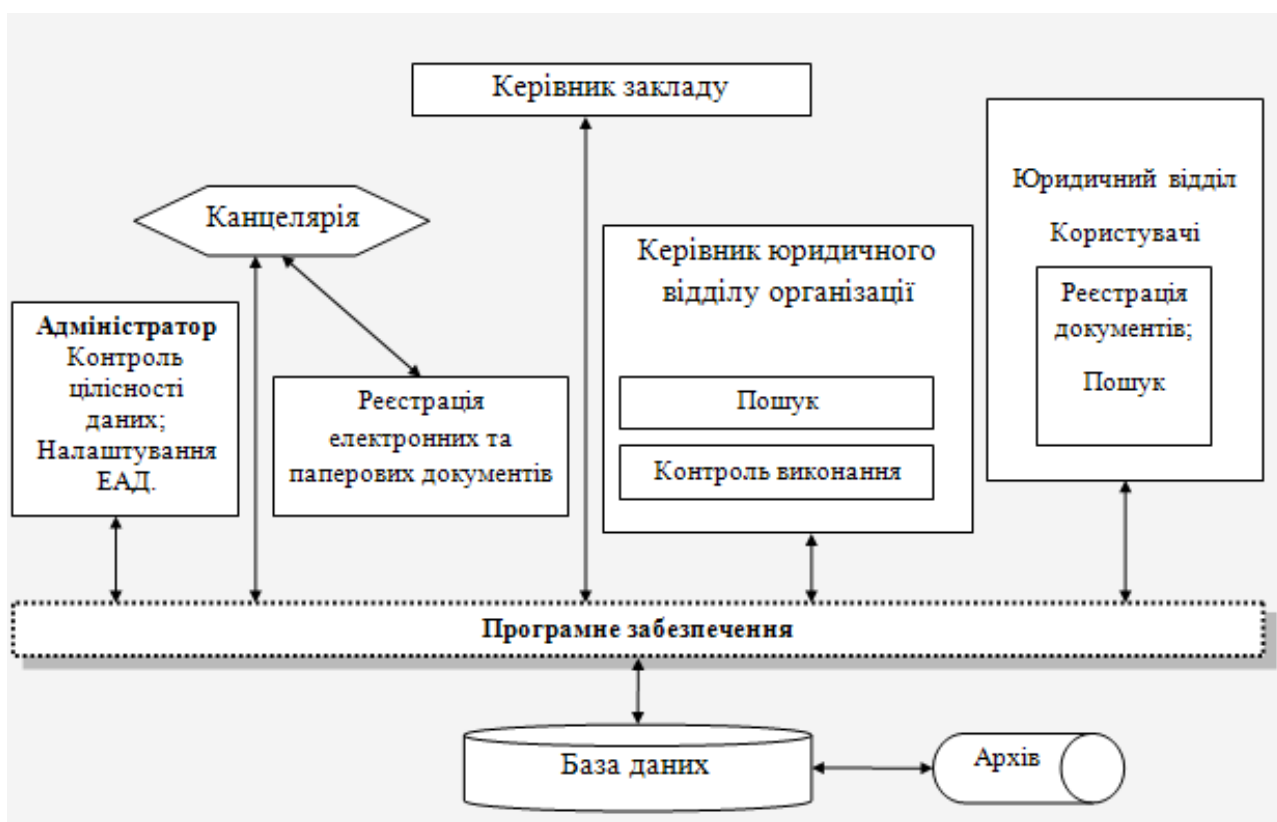 Керівник закладу
Канцелярія
Юридичний відділ
Користувачі
Реєстрація
документів;
Пошук
Керівник юридичного
відділу організації
Пошук
Контроль виконання
Адміністратор
Контроль
цілісності
даних;
Налаштування
ЕАД.
Реєстрація
електронних та
паперових документів
Програмне забезпечення
База даних
Архів